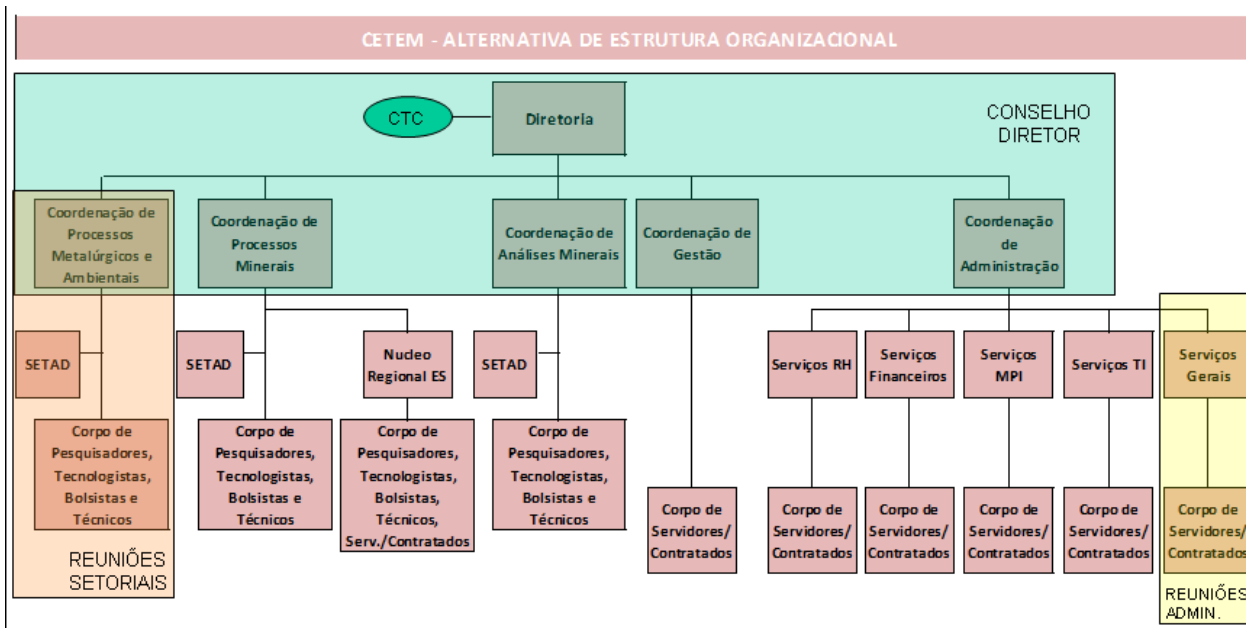 CETEM - ALTERNATIVA DE ESTRUTURA ORGANIZACIONAL
CTC
Diretoria
CONSELHO
DIRETOR
Coordenação de
Processos
Metalúrgicos e
Ambientais
Coordenação de
Processos
Minerais
Coordenação de
Análises Minerais
Coordenação de
Gestão
Coordenação
de
Administração
SETAD
SETAD
Nucleo
Regional ES
SETAD
Serviços RH
Serviços
Financeiros
Serviços
MPI
Serviços TI
Serviços
Gerais
Corpo de
Pesquisadores,
Tecnologistas,
Bolsistas e
Técnicos
Corpo de
Pesquisadores,
Tecnologistas,
Bolsistas e
Técnicos
Corpo de
Pesquisadores,
Tecnologistas,
Bolsistas,
Técnicos,
Serv./Contratados
Corpo de
Pesquisadores,
Tecnologistas,
Bolsistas e
Técnicos
Corpo de
Servidores/
Contratados
Corpo de
Servidores/
Contratados
Corpo de
Servidores/
Contratados
Corpo de
Servidores/
Contratados
Corpo de
Servidores/
Contratados
Corpo de
Servidores/
Contratados
REUNIÕES
SETORIAIS
REUNIÕES
ADMIN.